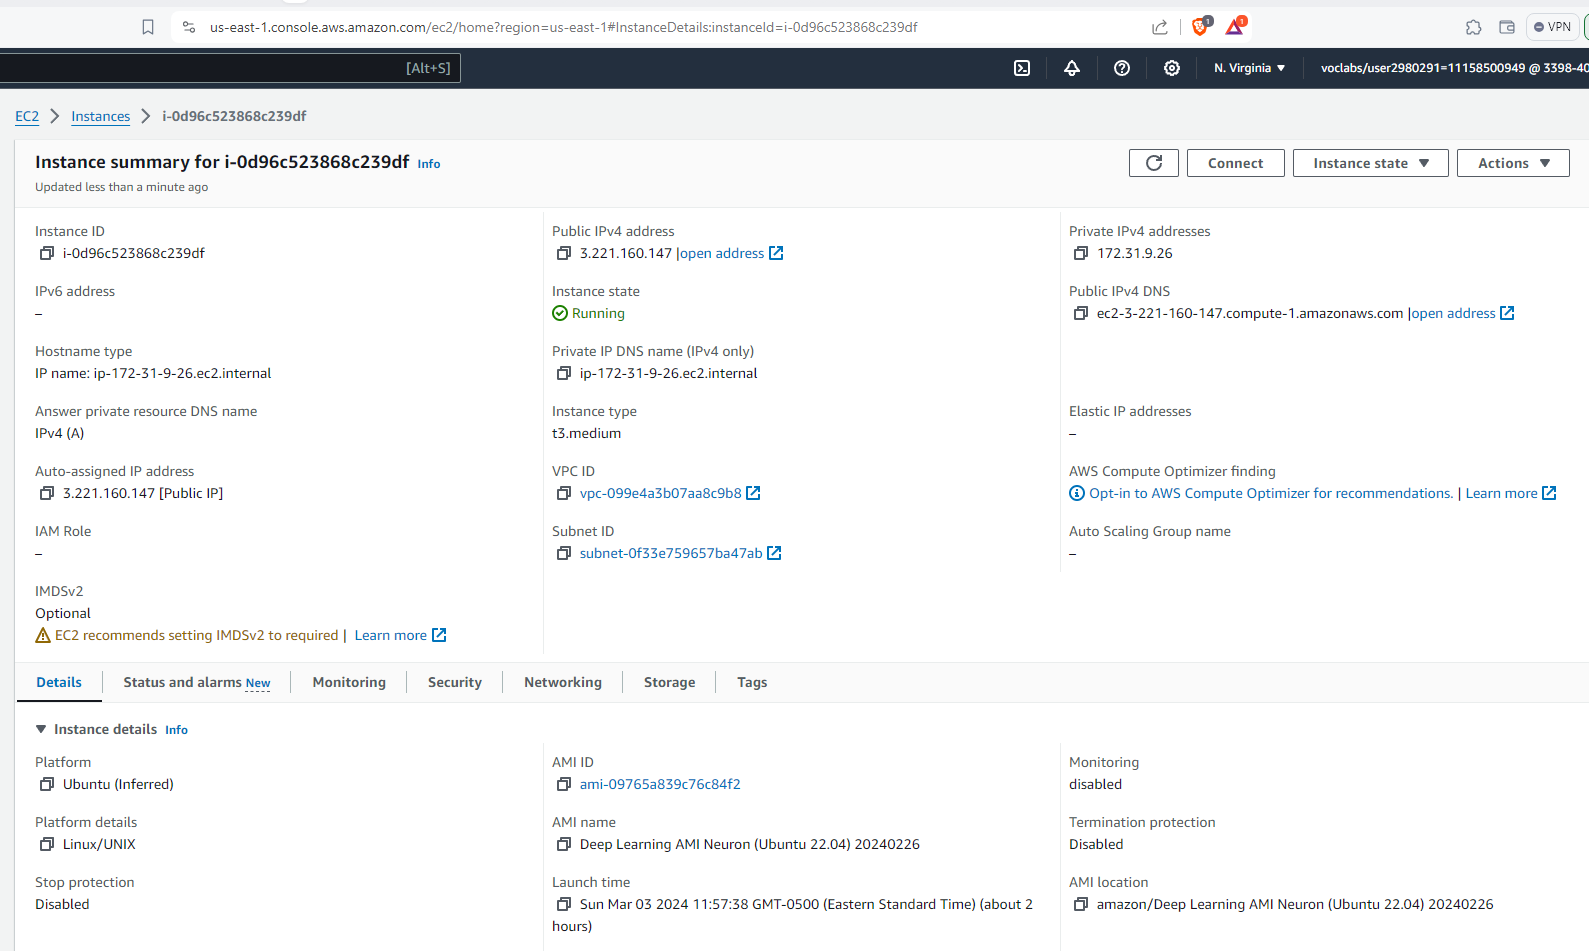 us-east-1.console.aws.amazon.com/ec2/home?region=us-east-1#InstanceDetails:instanceId=i-0d96c523868c239df
1
1
VPN
[Alt+S]
N. Virginia
voclabs/user2980291=11158500949 @ 3398-40
EC2 Instances i-0d96c523868c239df
Instance summary for i-0d96c523868c239df Info
Updated less than a minute ago
Connect
Instance state
Actions
Instance ID
i-0d96c523868c239df
Public IPv4 address
3.221.160.147 |open address
Private IPv4 addresses
172.31.9.26
IPv6 address
–
Instance state
Running
Public IPv4 DNS
ec2-3-221-160-147.compute-1.amazonaws.com |open address
Hostname type
IP name: ip-172-31-9-26.ec2.internal
Private IP DNS name (IPv4 only)
ip-172-31-9-26.ec2.internal
Answer private resource DNS name
IPv4 (A)
Instance type
t3.medium
Elastic IP addresses
–
Auto-assigned IP address
3.221.160.147 [Public IP]
VPC ID
vpc-099e4a3b07aa8c9b8
AWS Compute Optimizer finding
Opt-in to AWS Compute Optimizer for recommendations. | Learn more
IAM Role
–
Subnet ID
subnet-0f33e759657ba47ab
Auto Scaling Group name
–
IMDSv2
Optional
EC2 recommends setting IMDSv2 to required | Learn more
Details
Status and alarms New
Monitoring
Security
Networking
Storage
Tags
Instance details Info
Platform
Ubuntu (Inferred)
AMI ID
ami-09765a839c76c84f2
Monitoring
disabled
Platform details
Linux/UNIX
AMI name
Deep Learning AMI Neuron (Ubuntu 22.04) 20240226
Termination protection
Disabled
Stop protection
Disabled
Launch time
Sun Mar 03 2024 11:57:38 GMT-0500 (Eastern Standard Time) (about 2
hours)
AMI location
amazon/Deep Learning AMI Neuron (Ubuntu 22.04) 20240226